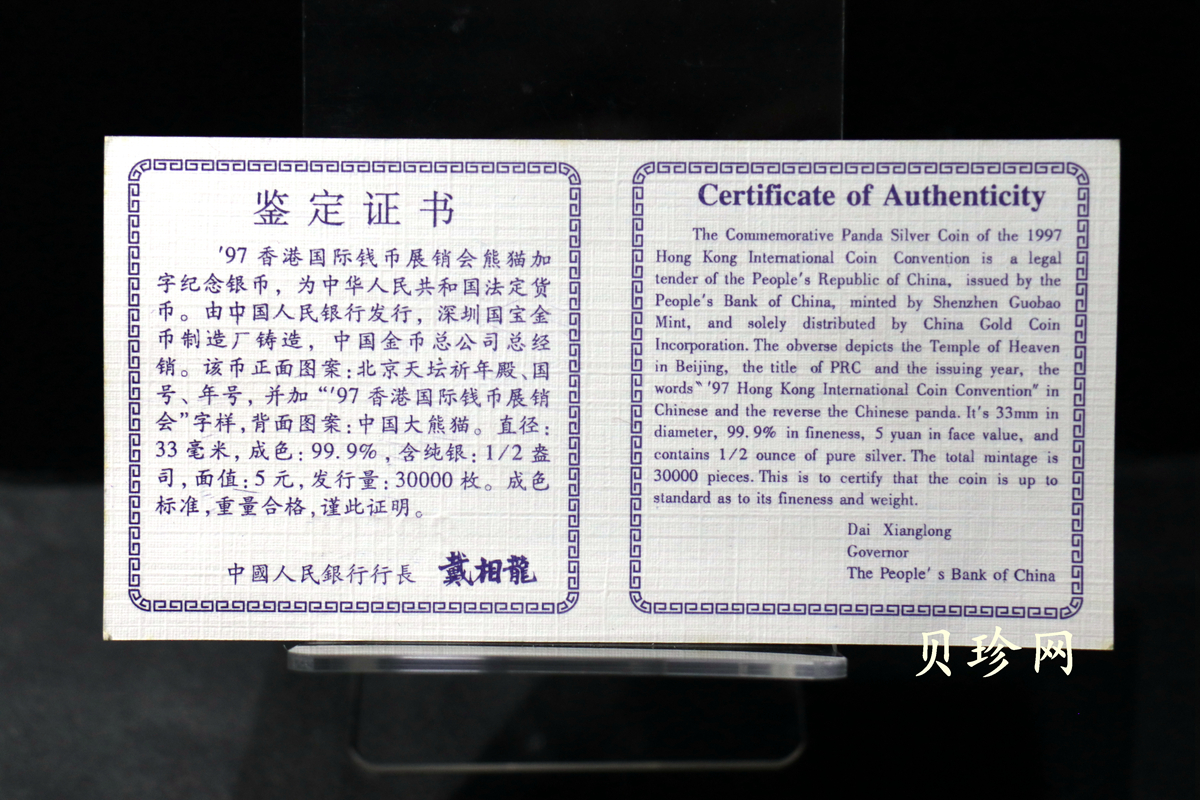 鉴定证书
'97 香港国际钱币展销会熊猫加
字纪念银币，为中华人民共和国法定货
币。由中国人民银行发行，深圳国宝金
币制造厂铸造，中国金币总公司总经
销。该币正面图案：北京天坛祈年殿、国
号、年号，并加“'97 香港国际钱币展销
会”字样，背面图案：中国大熊猫。直径：
33 毫米，成色：99.9%，含纯银：1/2 盎
司，面值：5 元，发行量：30000 枚。成色
标准，重量合格，谨此证明。
中國人民銀行行長 戴相龍
Certificate of Authenticity
The Commemorative Panda Silver Coin of the 1997
Hong Kong International Coin Convention is a legal
tender of the People's Republic of China, issued by the
People's Bank of China, minted by Shenzhen Guobao
Mint, and solely distributed by China Gold Coin
Incorporation. The obverse depicts the Temple of Heaven
in Beijing, the title of PRC and the issuing year, the
words〝'97 Hong Kong International Coin Convention" in
Chinese and the reverse the Chinese panda. It's 33mm in
diameter, 99.9% in fineness, 5 yuan in face value, and
contains 1/2 ounce of pure silver. The total mintage is
30000 pieces. This is to certify that the coin is up to
standard as to its fineness and weight.
Dai Xianglong
Governor
The People' s Bank of China
贝珍网